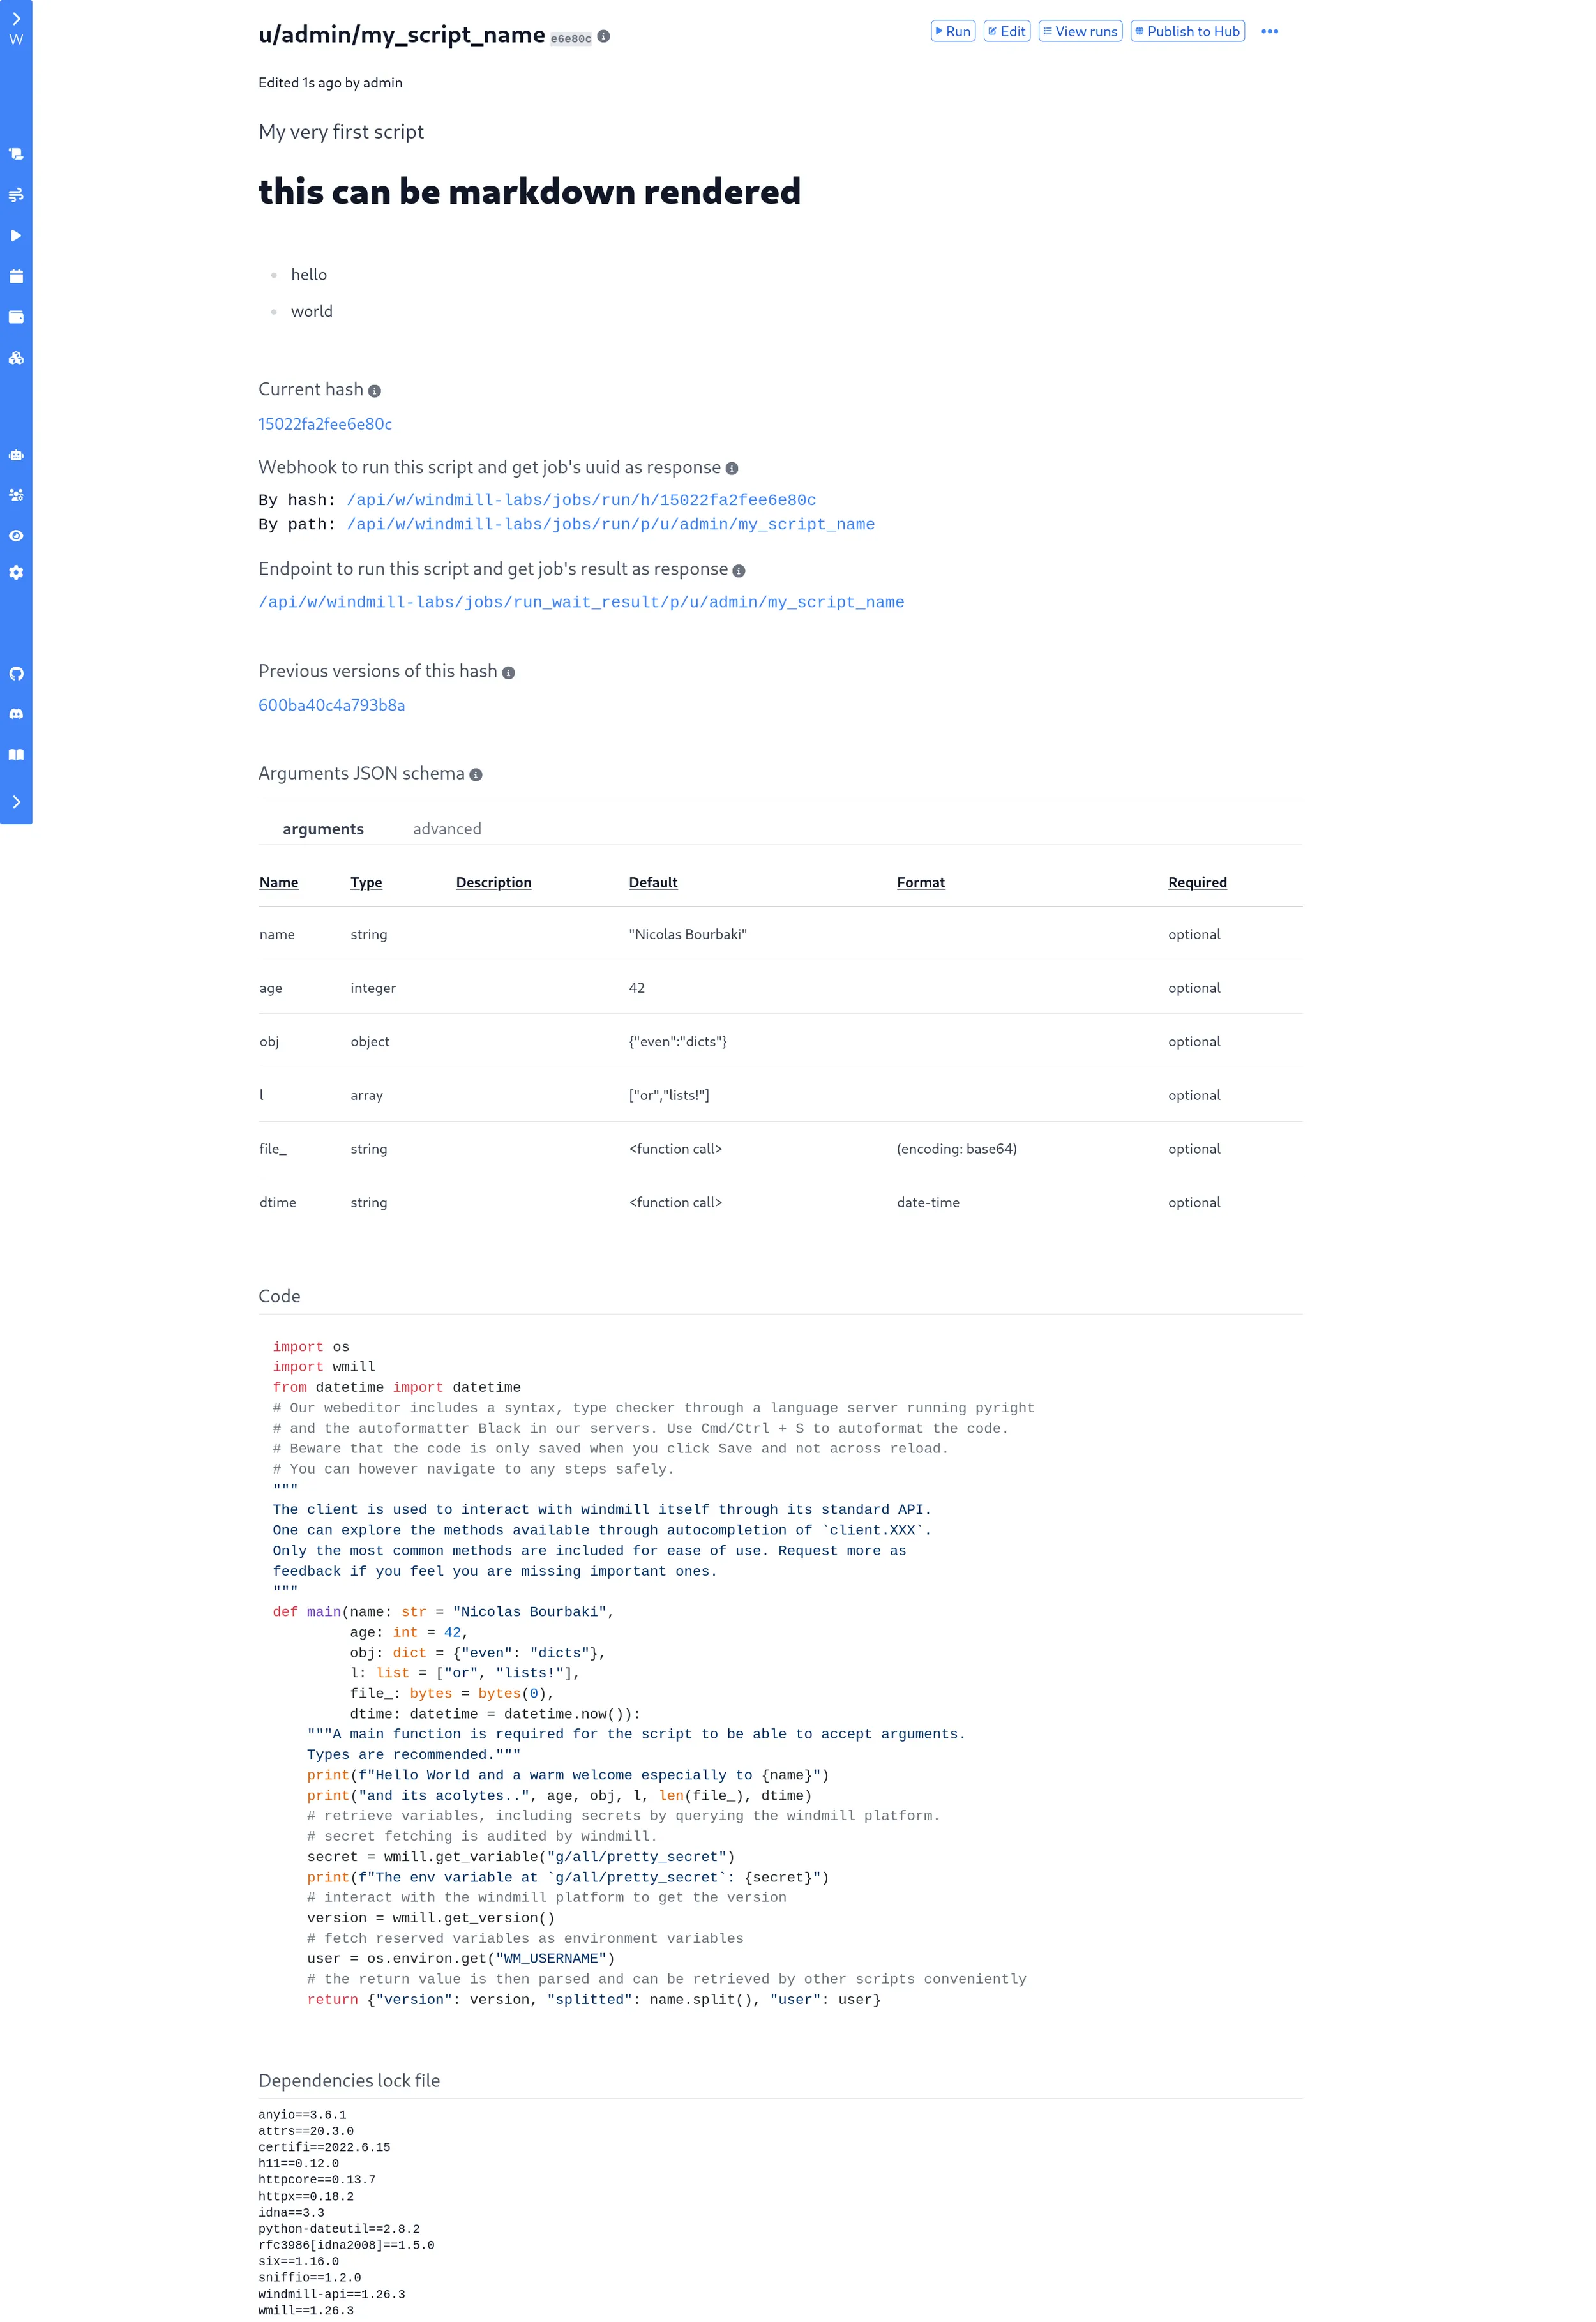 W
u/admin/my_script_name e6e80c
Run Edit View runs Publish to Hub
Edited 1s ago by admin
My very first script
this can be markdown rendered
hello
world
Current hash
15022fa2fee6e80c
Webhook to run this script and get job's uuid as response
By hash: /api/w/windmill-labs/jobs/run/h/15022fa2fee6e80c
By path: /api/w/windmill-labs/jobs/run/p/u/admin/my_script_name
Endpoint to run this script and get job's result as response
/api/w/windmill-labs/jobs/run_wait_result/p/u/admin/my_script_name
Previous versions of this hash
600ba40c4a793b8a
Arguments JSON schema
arguments advanced
Name Type Description Default Format Required
name string "Nicolas Bourbaki" optional
age integer 42 optional
obj object {"even":"dicts"} optional
l array ["or","lists!"] optional
file_ string <function call> (encoding: base64) optional
dtime string <function call> date-time optional
Code
import os
import wmill
from datetime import datetime
# Our webeditor includes a syntax, type checker through a language server running pyright
# and the autoformatter Black in our servers. Use Cmd/Ctrl + S to autoformat the code.
# Beware that the code is only saved when you click Save and not across reload.
# You can however navigate to any steps safely.
"""
The client is used to interact with windmill itself through its standard API.
One can explore the methods available through autocompletion of `client.XXX`.
Only the most common methods are included for ease of use. Request more as
feedback if you feel you are missing important ones.
"""
def main(name: str = "Nicolas Bourbaki",
         age: int = 42,
         obj: dict = {"even": "dicts"},
         l: list = ["or", "lists!"],
         file_: bytes = bytes(0),
         dtime: datetime = datetime.now()):
    """A main function is required for the script to be able to accept arguments.
    Types are recommended."""
    print(f"Hello World and a warm welcome especially to {name}")
    print("and its acolytes..", age, obj, l, len(file_), dtime)
    # retrieve variables, including secrets by querying the windmill platform.
    # secret fetching is audited by windmill.
    secret = wmill.get_variable("g/all/pretty_secret")
    print(f"The env variable at `g/all/pretty_secret`: {secret}")
    # interact with the windmill platform to get the version
    version = wmill.get_version()
    # fetch reserved variables as environment variables
    user = os.environ.get("WM_USERNAME")
    # the return value is then parsed and can be retrieved by other scripts conveniently
    return {"version": version, "splitted": name.split(), "user": user}
Dependencies lock file
anyio==3.6.1
attrs==20.3.0
certifi==2022.6.15
h11==0.12.0
httpcore==0.13.7
httpx==0.18.2
idna==3.3
python-dateutil==2.8.2
rfc3986[idna2008]==1.5.0
six==1.16.0
sniffio==1.2.0
windmill-api==1.26.3
wmill==1.26.3